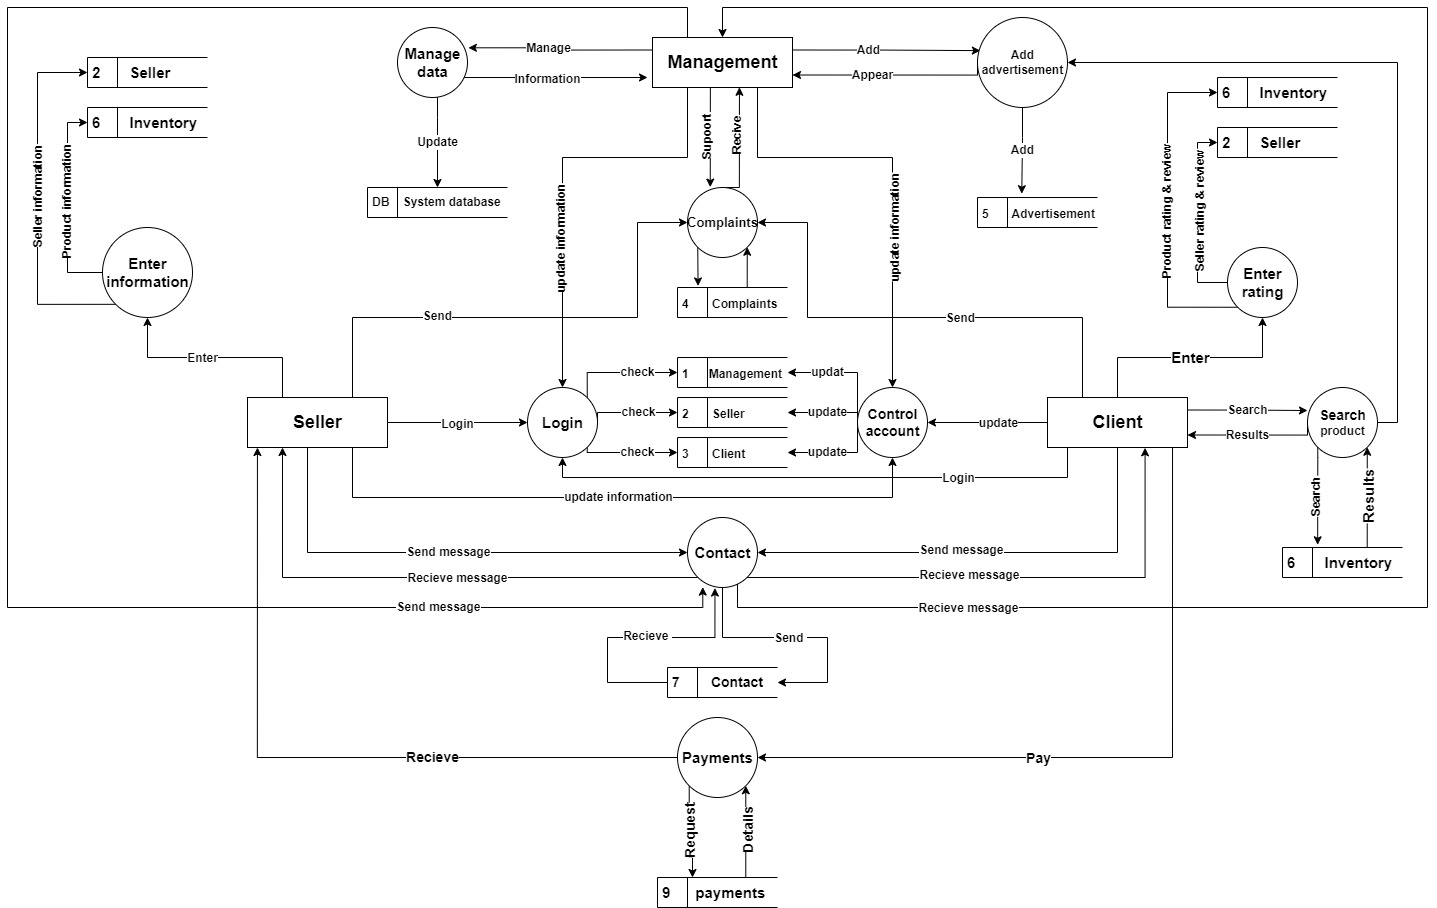 Manage
data
Manage
Information
Update
DB System database
Management
Add
Appear
Add
advertisement
Add
5 Advertisement
2 Seller
6 Inventory
Seller information
Product information
Enter
information
Enter
Supoort
Recive
update information
update information
Complaints
4 Complaints
Send
Send
6 Inventory
2 Seller
Product rating & review
Seller rating & review
Enter
rating
Enter
Seller
Login
Login
check
check
check
1 Management
2 Seller
3 Client
updat
update
update
Control
account
update
Client
Search
Results
Search
product
Search
Results
6 Inventory
Login
update information
Contact
Send message
Send message
Recieve message
Recieve message
Send message
Recieve message
Recieve
Send
7 Contact
Payments
Recieve
Pay
Request
Details
9 payments